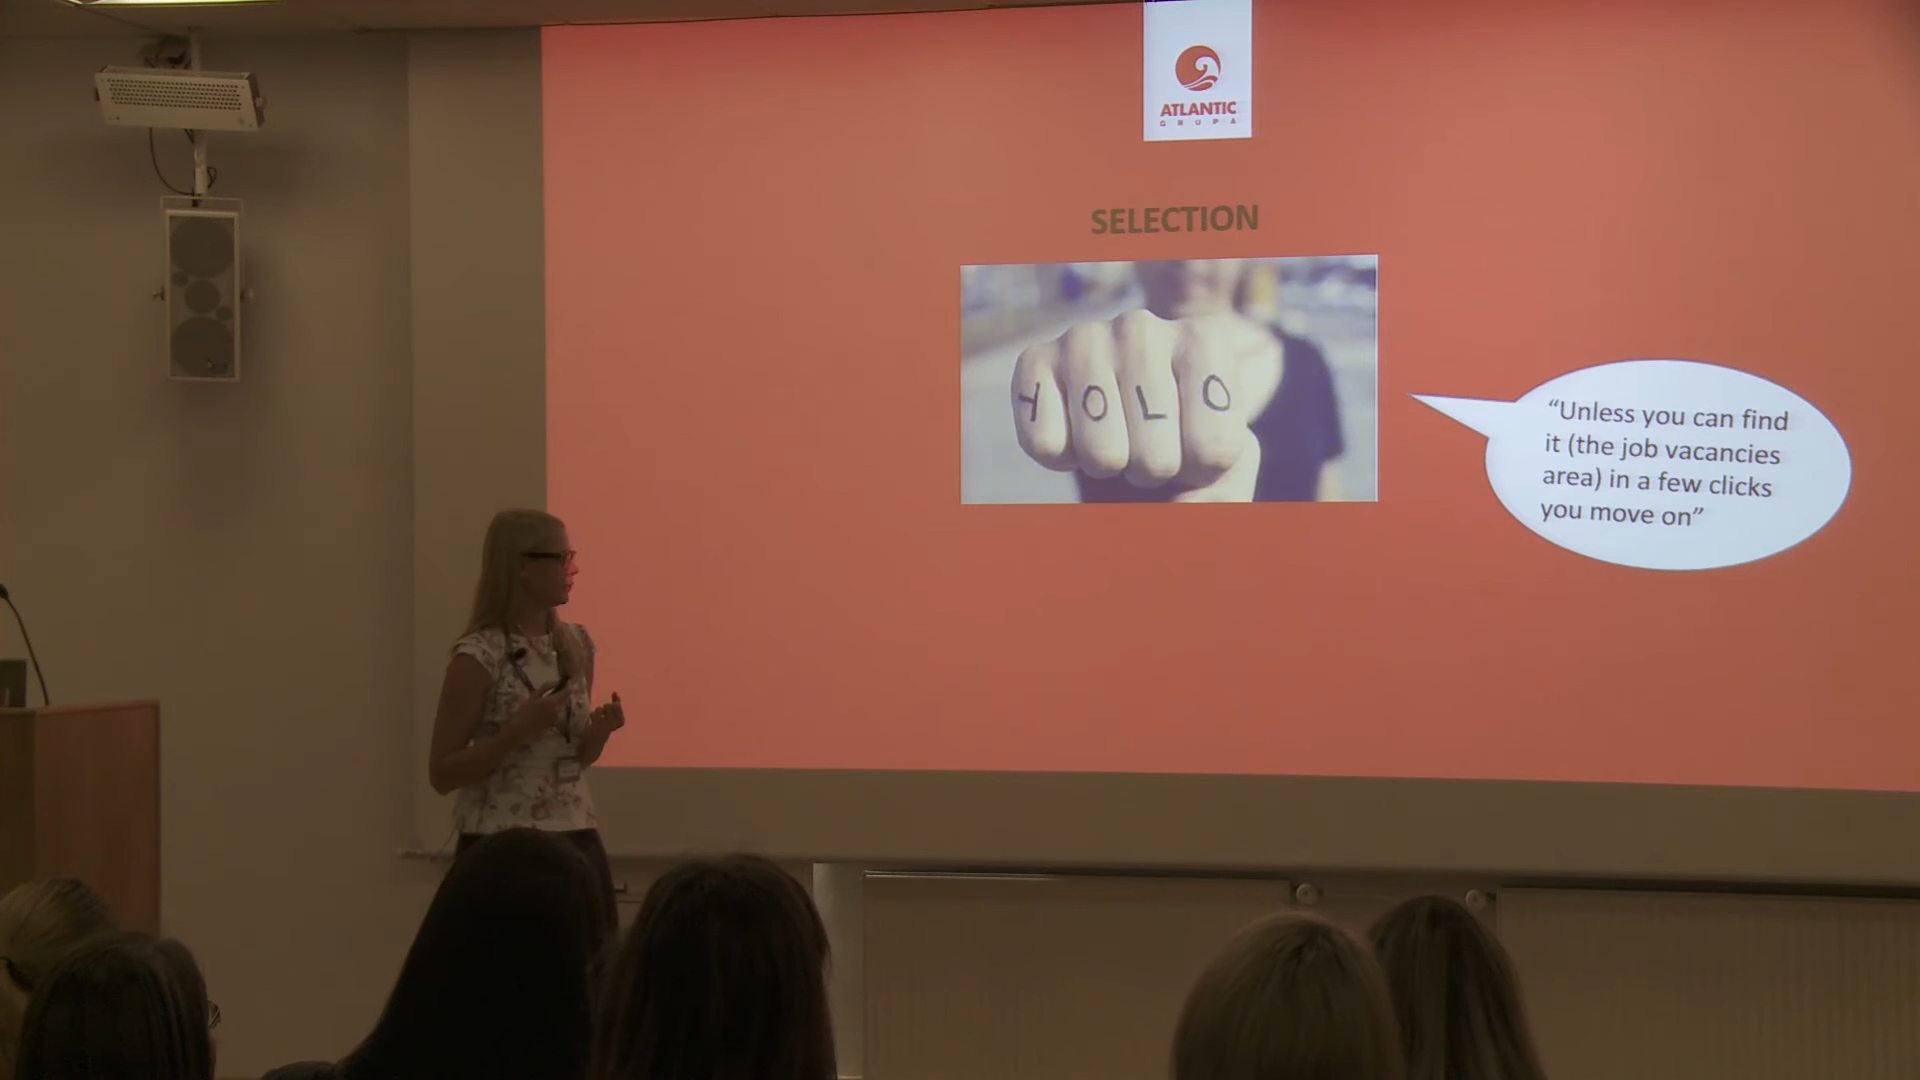 ATLANTIC
GRUPA
SELECTION
YOLO
“Unless you can find
it (the job vacancies
area) in a few clicks
you move on”